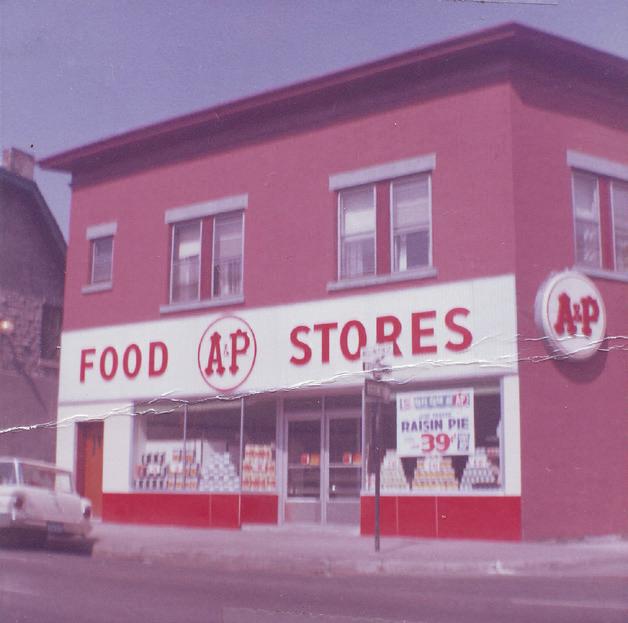 FOOD A&P STORES
A&P
RAISIN PIE
39¢